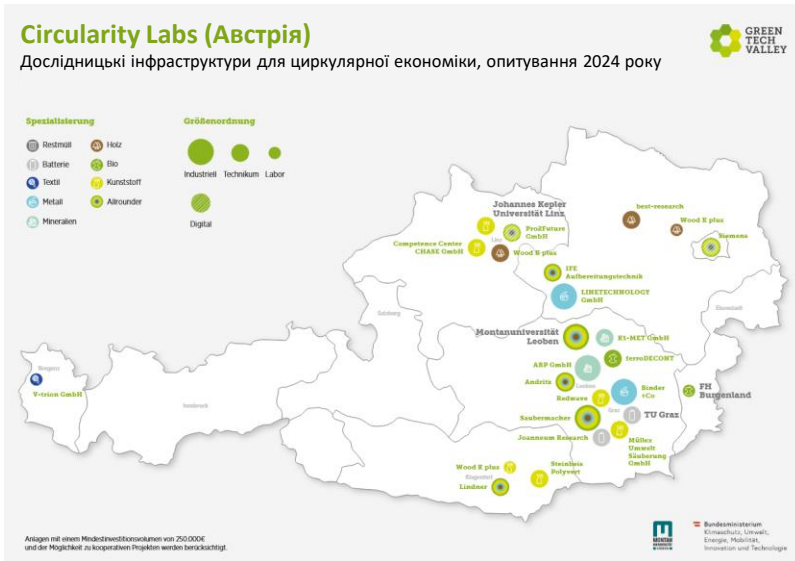 Circularity Labs (Австрія)
Дослідницькі інфраструктури для циркулярної економіки, опитування 2024 року
GREEN
TECH
VALLEY
Spezialisierung
Größenordnung
Restmüll
Holz
Batterie
Bio
Textil
Kunststoff
Metall
Allrounder
Mineralien
Industriell
Technikum
Labor
Digital
Johannes Kepler
Universität Linz
Pro2Future
GmbH
Linz
Competence Center
CHASE GmbH
Wood K plus
best-research
Wood K plus
Siemens
IFE
Aufbereitungstechnik
LINETECHNOLOGY
GmbH
Eisenstadt
Salzburg
Montanuniversität
Leoben
K1-MET GmbH
ferroDECONT
ARP GmbH
Leoben
Andritz
Binder
+Co
FH
Burgenland
Redwave
Graz
TU Graz
Saubermacher
Joanneum Research
Müllex
Umwelt
Säuberung
GmbH
Bregenz
V-trion GmbH
Innsbruck
Wood K plus
Klagenfurt
Steinbeis
Polyvert
Lindner
Anlagen mit einem Mindestinvestitionsvolumen von 250.000€
und der Möglichkeit zu kooperativen Projekten werden berücksichtigt.
MONTAN
UNIVERSITÄT
Bundesministerium
Klimaschutz, Umwelt,
Energie, Mobilität,
Innovation und Technologie